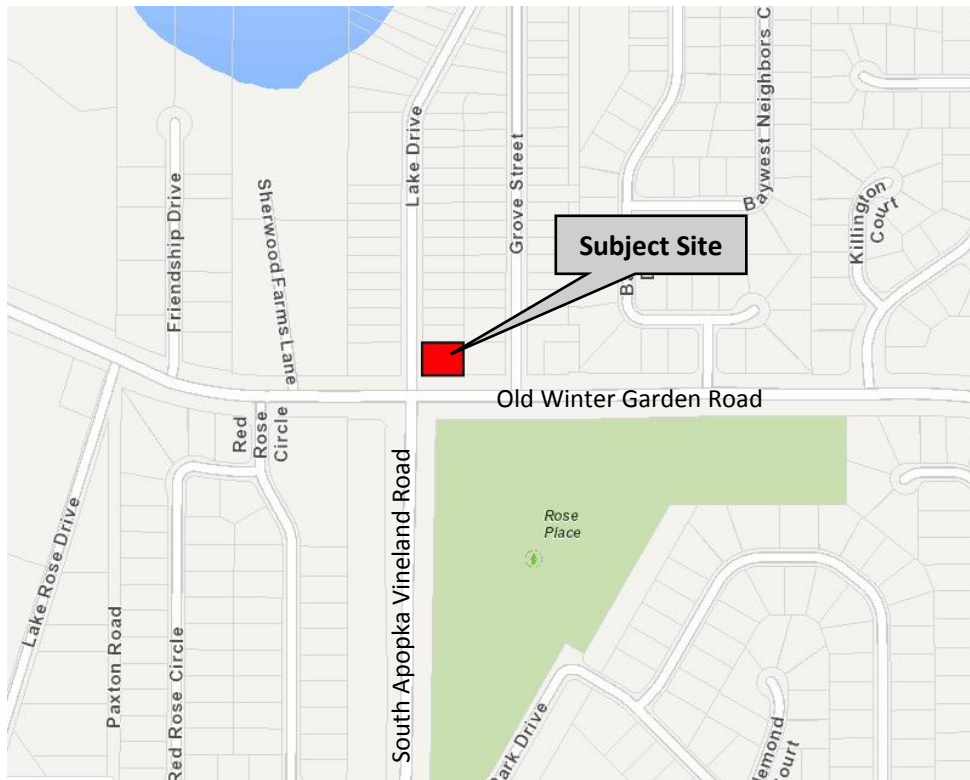 Lake Drive
Grove Street
Baywest Neighbors C
Friendship Drive
Sherwood Farms Lane
Killington
Court
Subject Site
Old Winter Garden Road
Red
Rose
Circle
South Apopka Vineland Road
Rose
Place
Lake Rose Drive
Paxton Road
Red Rose Circle
Park Drive
lemond
Court